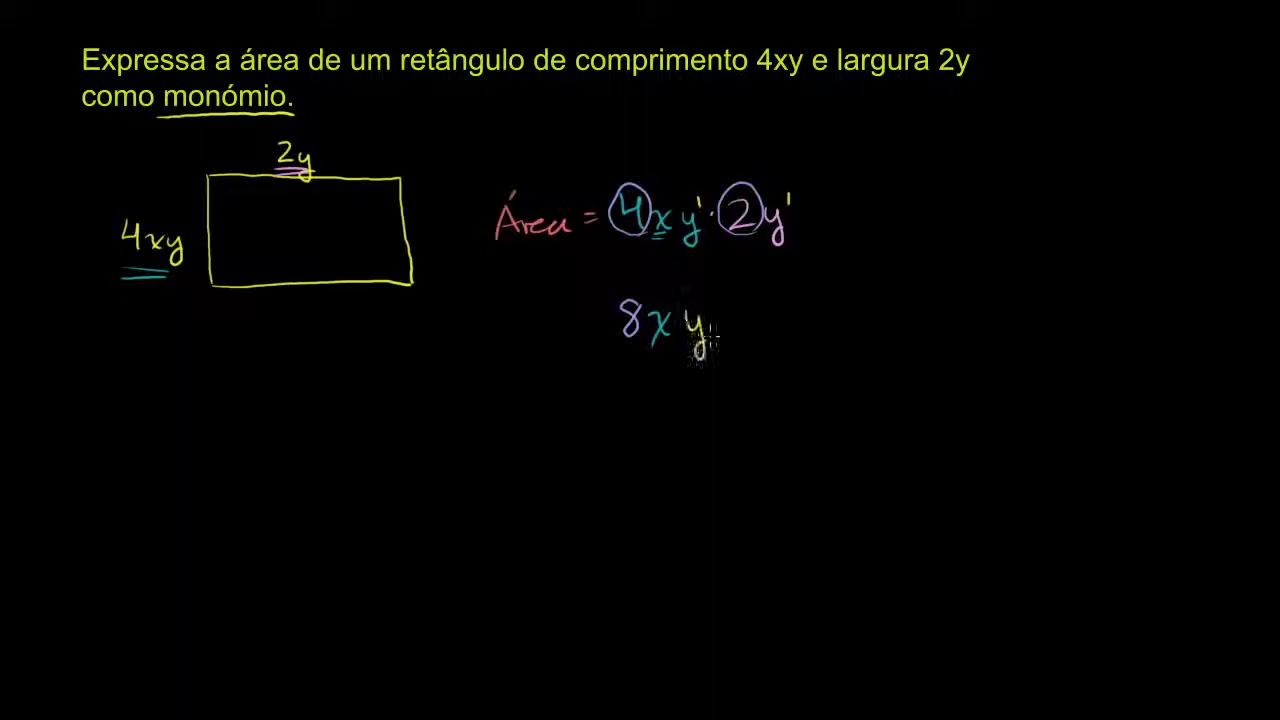 Expressa a área de um retângulo de comprimento 4xy e largura 2y
como monómio.
2y
4xy
Área = 4xy¹ · 2y¹
8xy